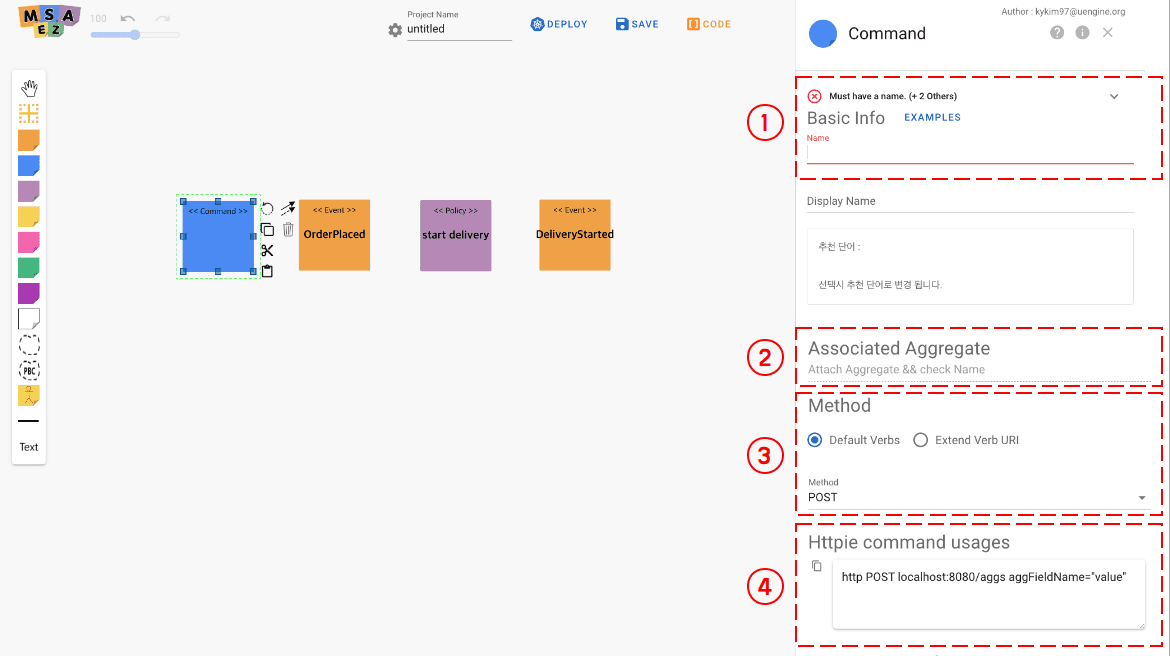 MSA
EZ
100
Project Name
untitled
DEPLOY
SAVE
CODE
Author : kykim97@uengine.org
Command
?
i
1
Must have a name. (+ 2 Others)
Basic Info
EXAMPLES
Name
Display Name
추천 단어 :
선택시 추천 단어로 변경 됩니다.
<< Command >>
<< Event >>
OrderPlaced
<< Policy >>
start delivery
<< Event >>
DeliveryStarted
PBC
Text
2
Associated Aggregate
Attach Aggregate && check Name
3
Method
Default Verbs
Extend Verb URI
Method
POST
4
Httpie command usages
http POST localhost:8080/aggs aggFieldName="value"